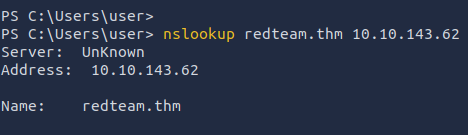 PS C:\Users\user>
PS C:\Users\user> nslookup redteam.thm 10.10.143.62
Server:  UnKnown
Address:  10.10.143.62

Name:    redteam.thm